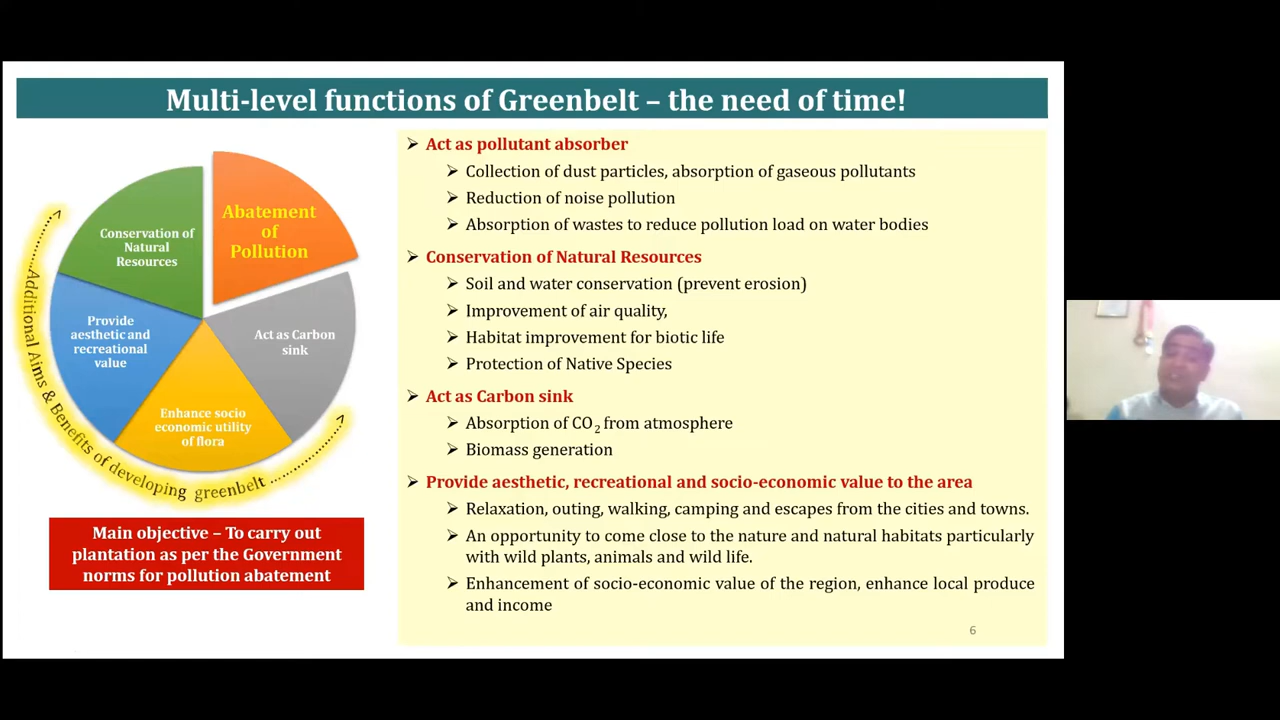 Multi-level functions of Greenbelt – the need of time!
Abatement
of
Pollution
Conservation of
Natural
Resources
Provide
aesthetic and
recreational
value
Act as Carbon
sink
Enhance socio
economic utility
of flora
Additional Aims & Benefits of developing greenbelt
Main objective – To carry out
plantation as per the Government
norms for pollution abatement
➢ Act as pollutant absorber
➢ Collection of dust particles, absorption of gaseous pollutants
➢ Reduction of noise pollution
➢ Absorption of wastes to reduce pollution load on water bodies
➢ Conservation of Natural Resources
➢ Soil and water conservation (prevent erosion)
➢ Improvement of air quality,
➢ Habitat improvement for biotic life
➢ Protection of Native Species
➢ Act as Carbon sink
➢ Absorption of CO₂ from atmosphere
➢ Biomass generation
➢ Provide aesthetic, recreational and socio-economic value to the area
➢ Relaxation, outing, walking, camping and escapes from the cities and towns.
➢ An opportunity to come close to the nature and natural habitats particularly
with wild plants, animals and wild life.
➢ Enhancement of socio-economic value of the region, enhance local produce
and income
6